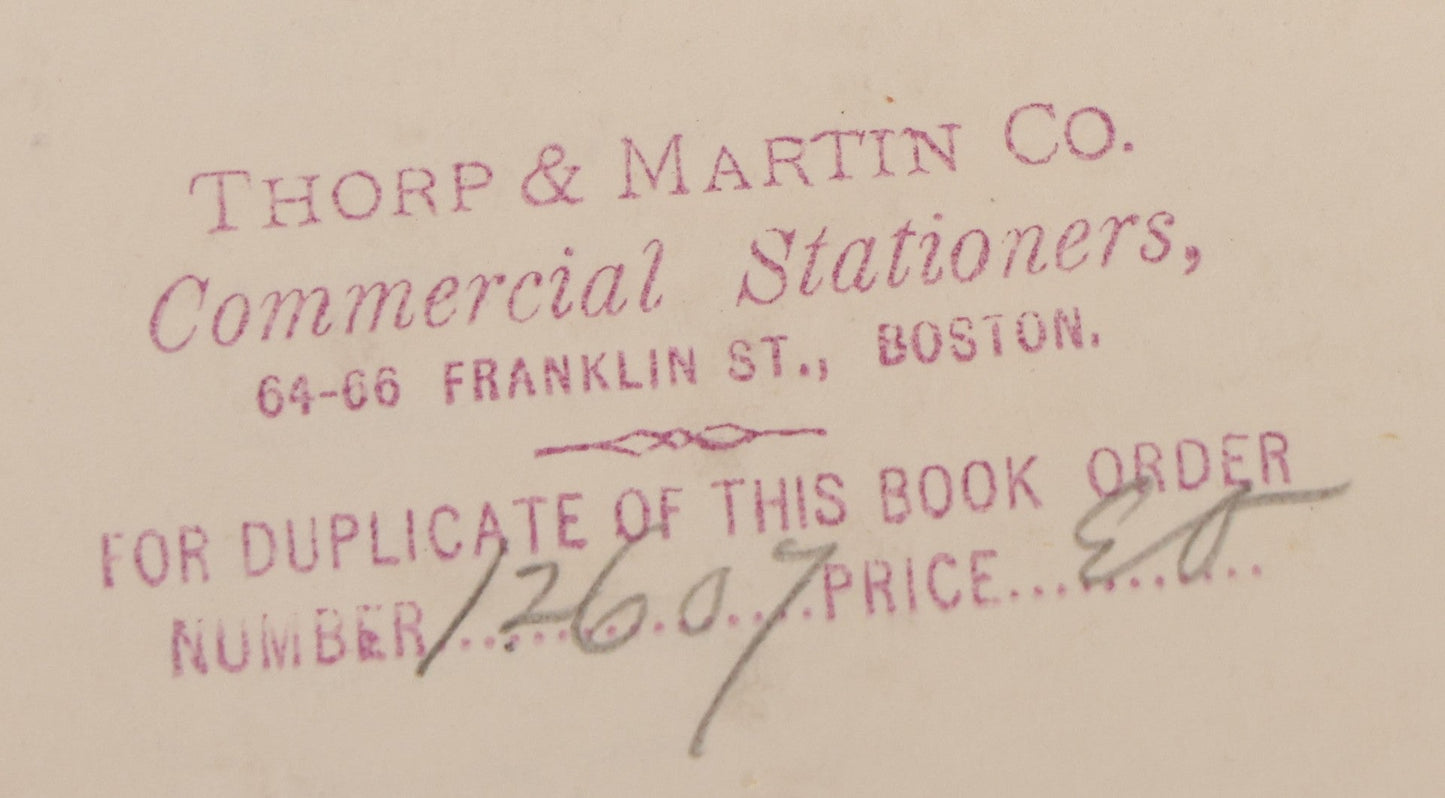 THORP & MARTIN CO.
Commercial Stationers,
64-66 FRANKLIN ST., BOSTON.
FOR DUPLICATE OF THIS BOOK ORDER
NUMBER 12607 PRICE